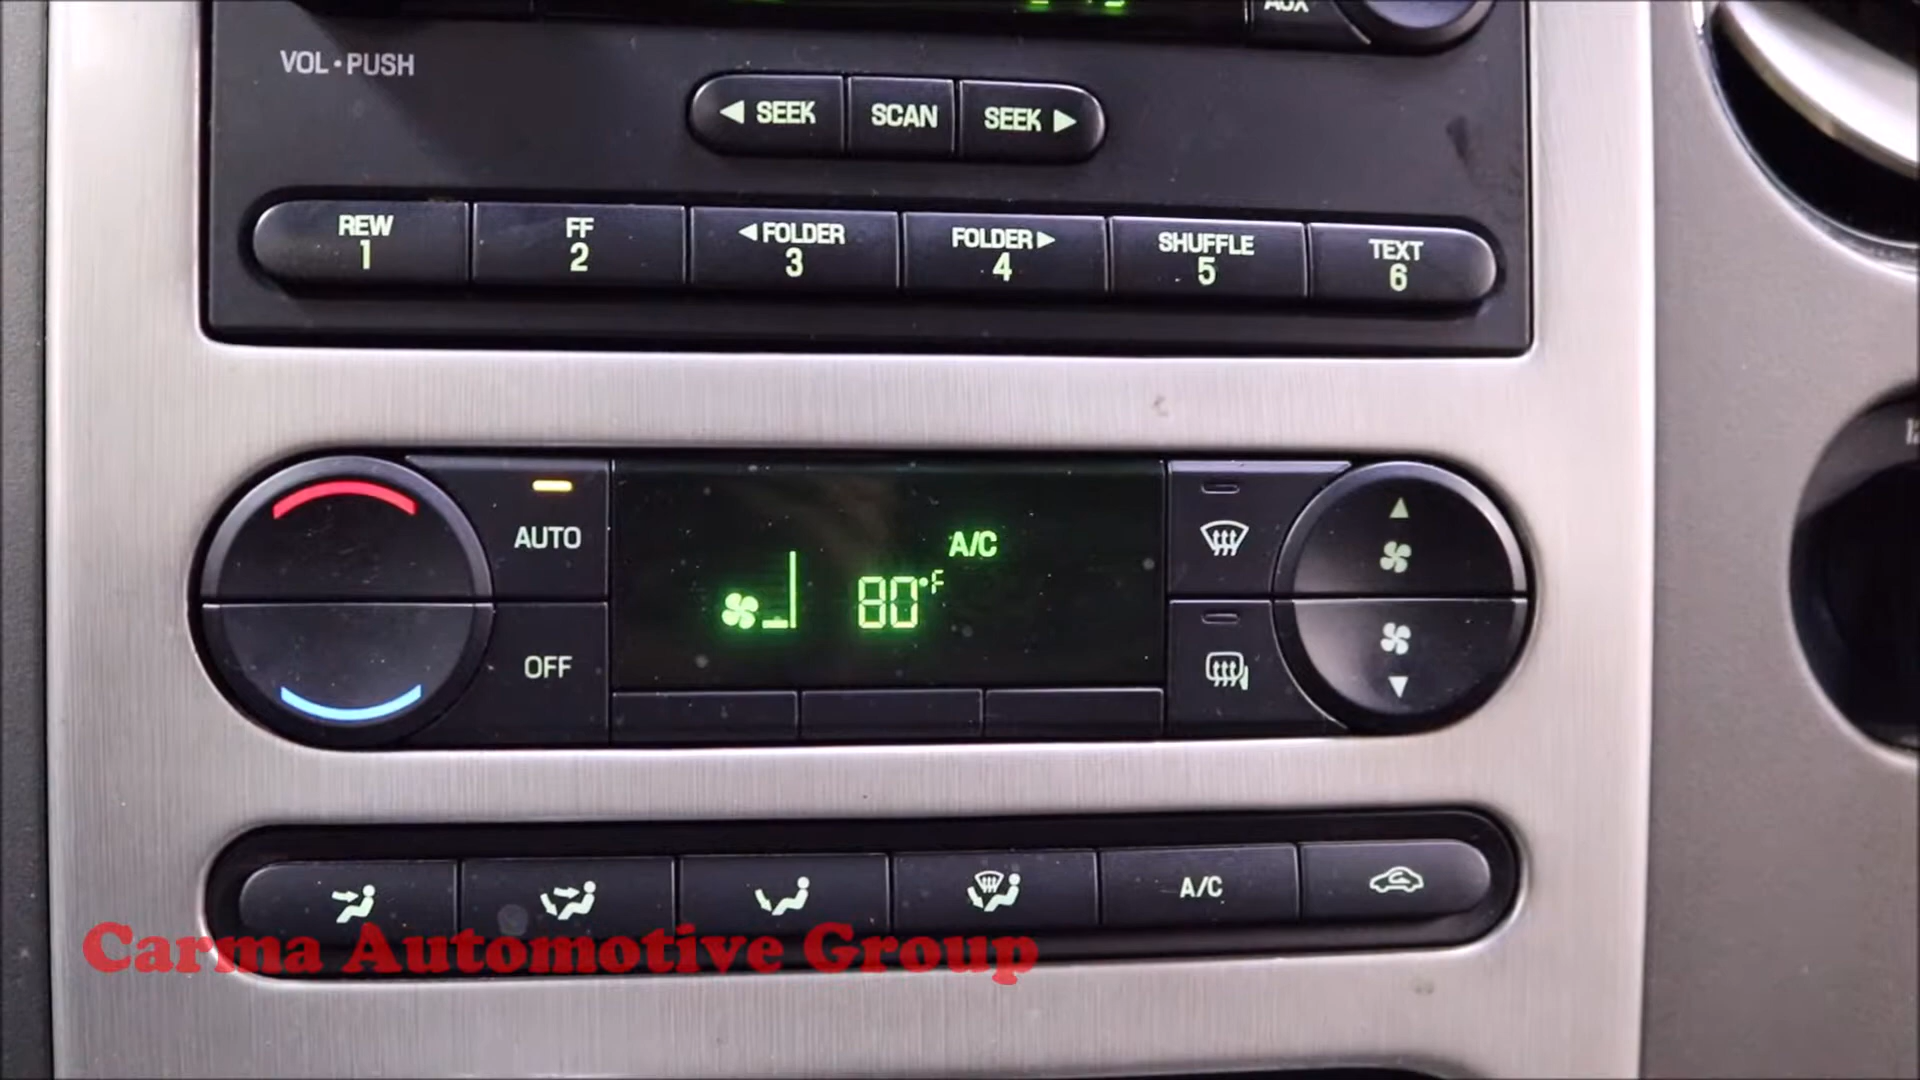 AUX
VOL • PUSH
◀ SEEK
SCAN
SEEK ▶
REW
1
FF
2
◀ FOLDER
3
FOLDER ▶
4
SHUFFLE
5
TEXT
6
AUTO
A/C
80°F
OFF
A/C
Carma Automotive Group